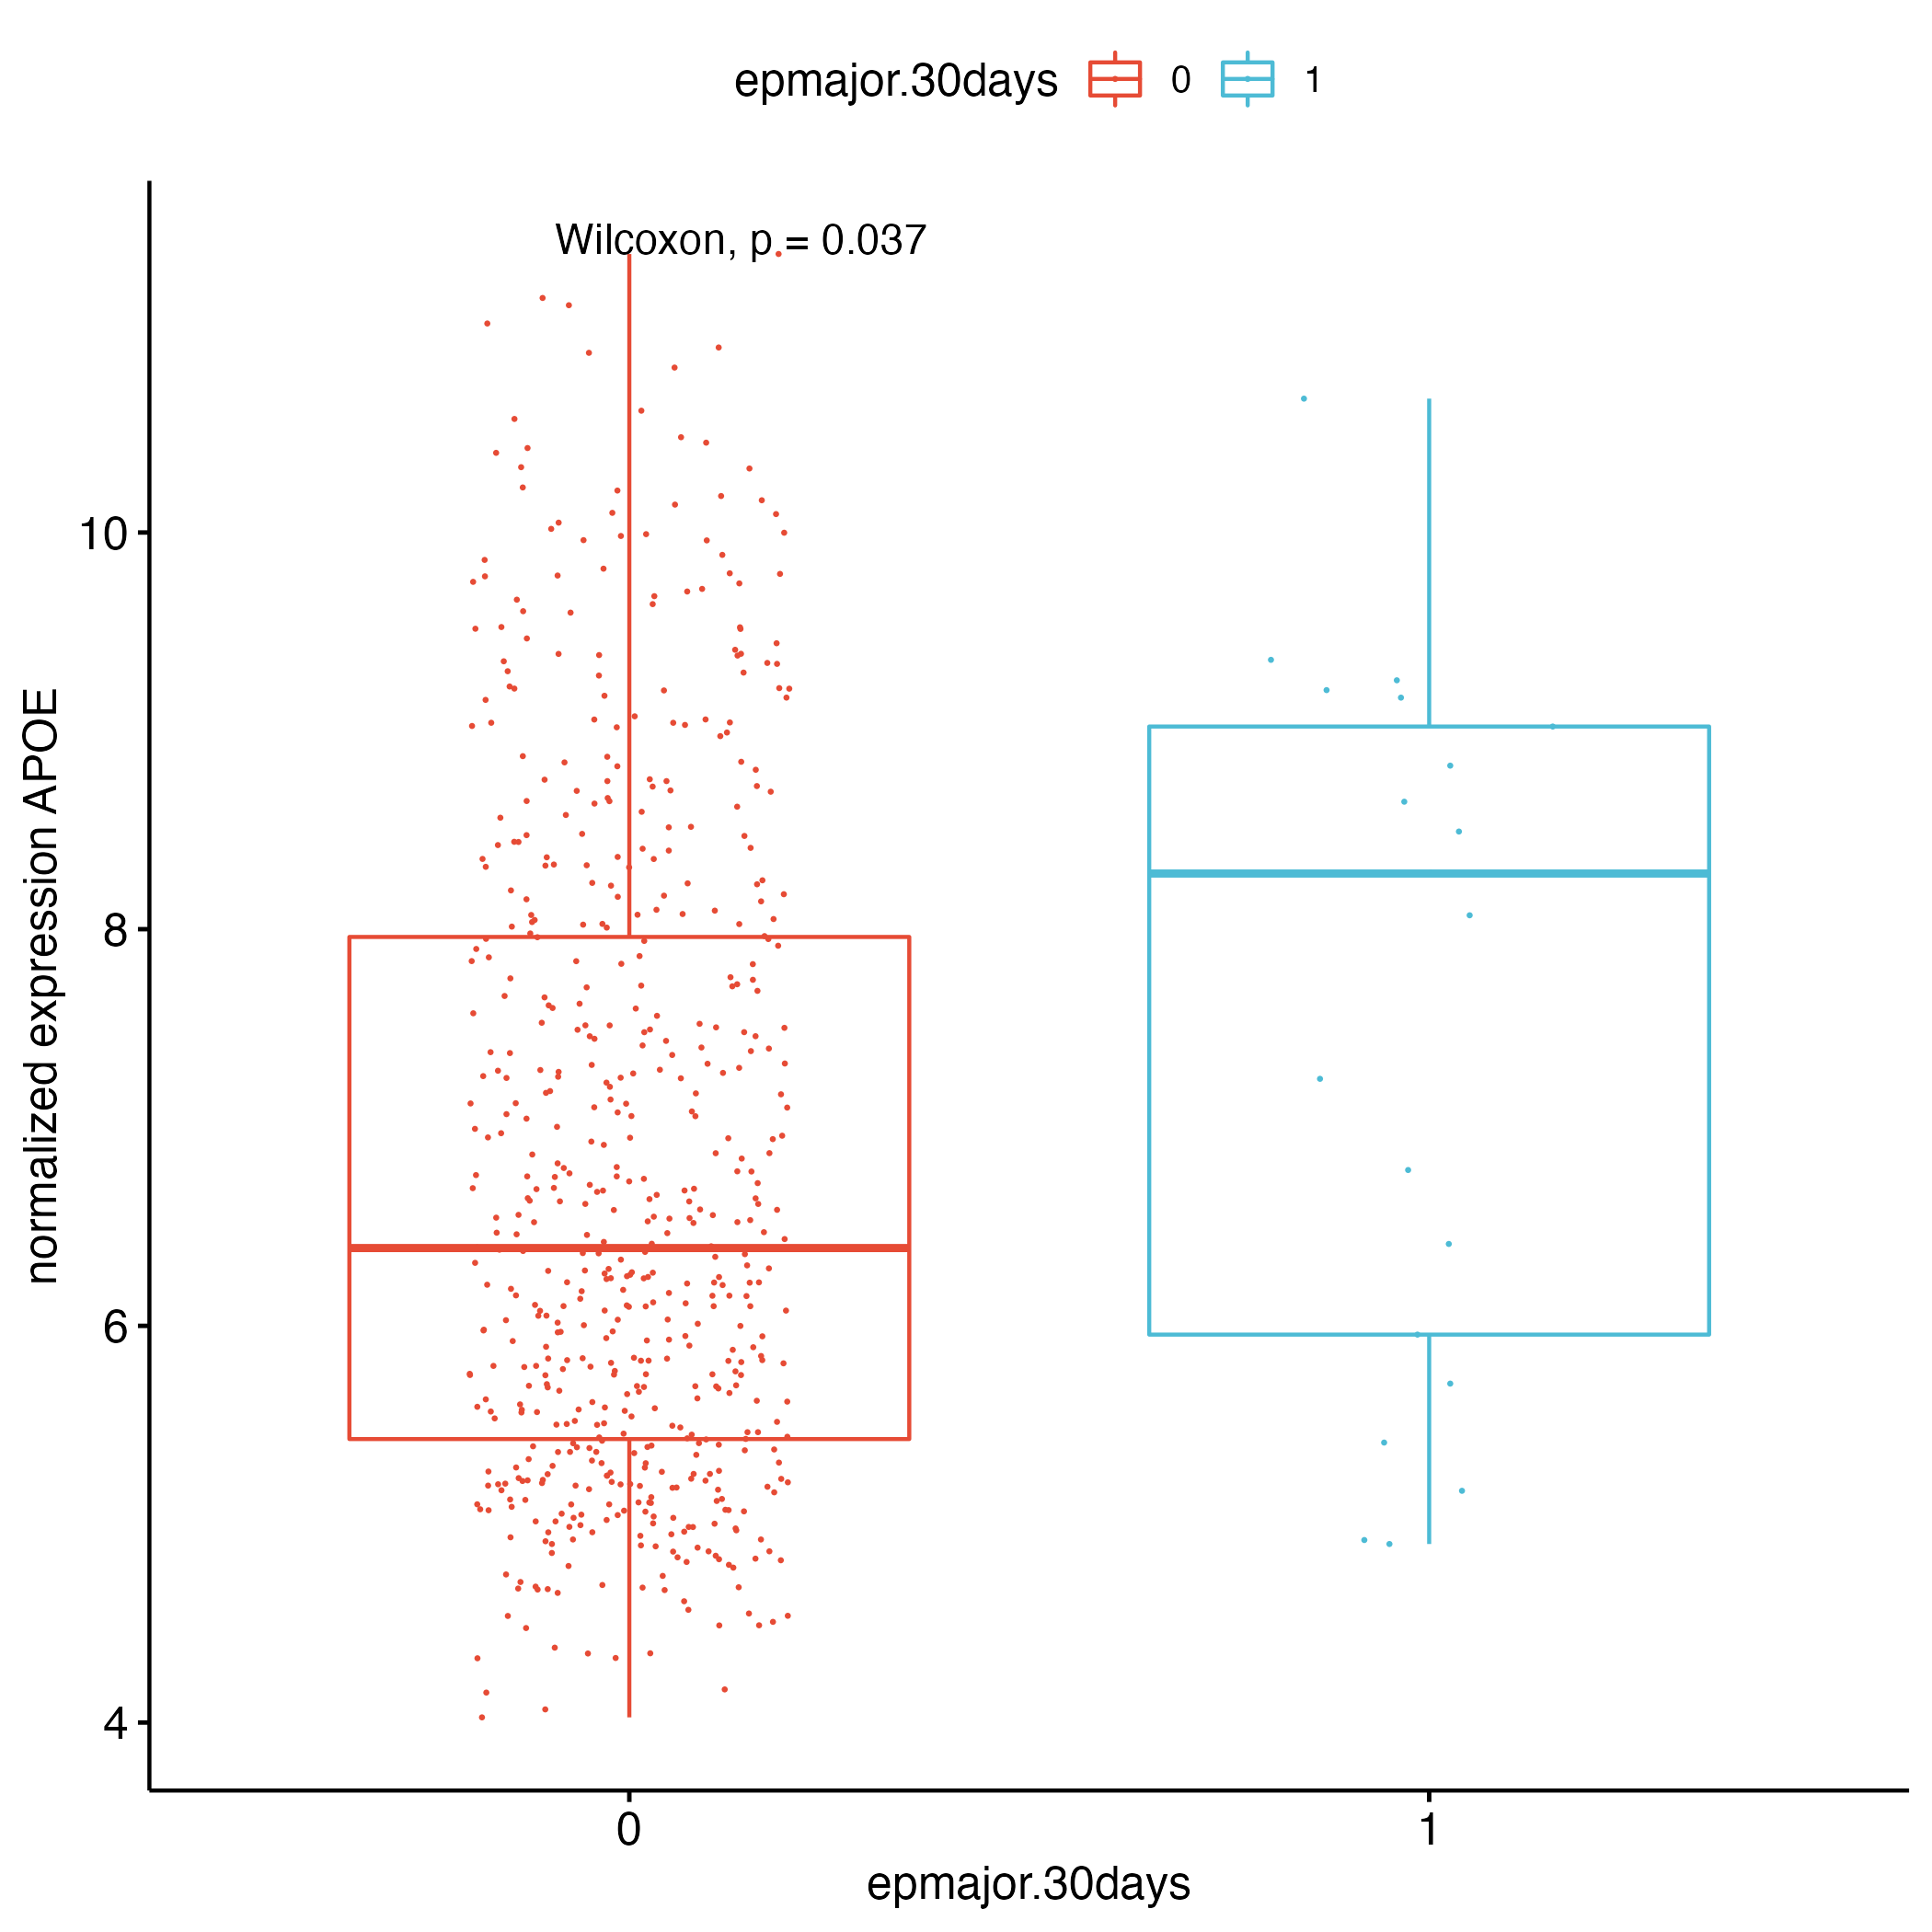 epmajor.30days 0 1
Wilcoxon, p = 0.037
normalized expression APOE
10
8
6
4
0 1
epmajor.30days